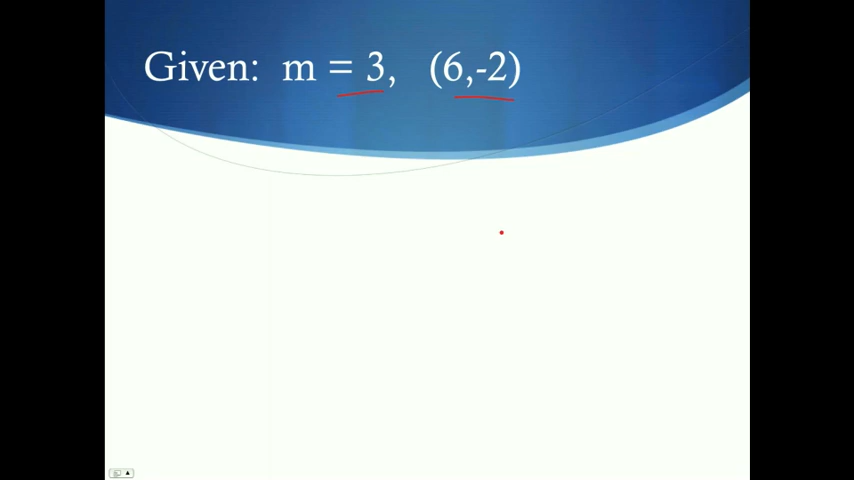 Given: m = 3, (6,-2)